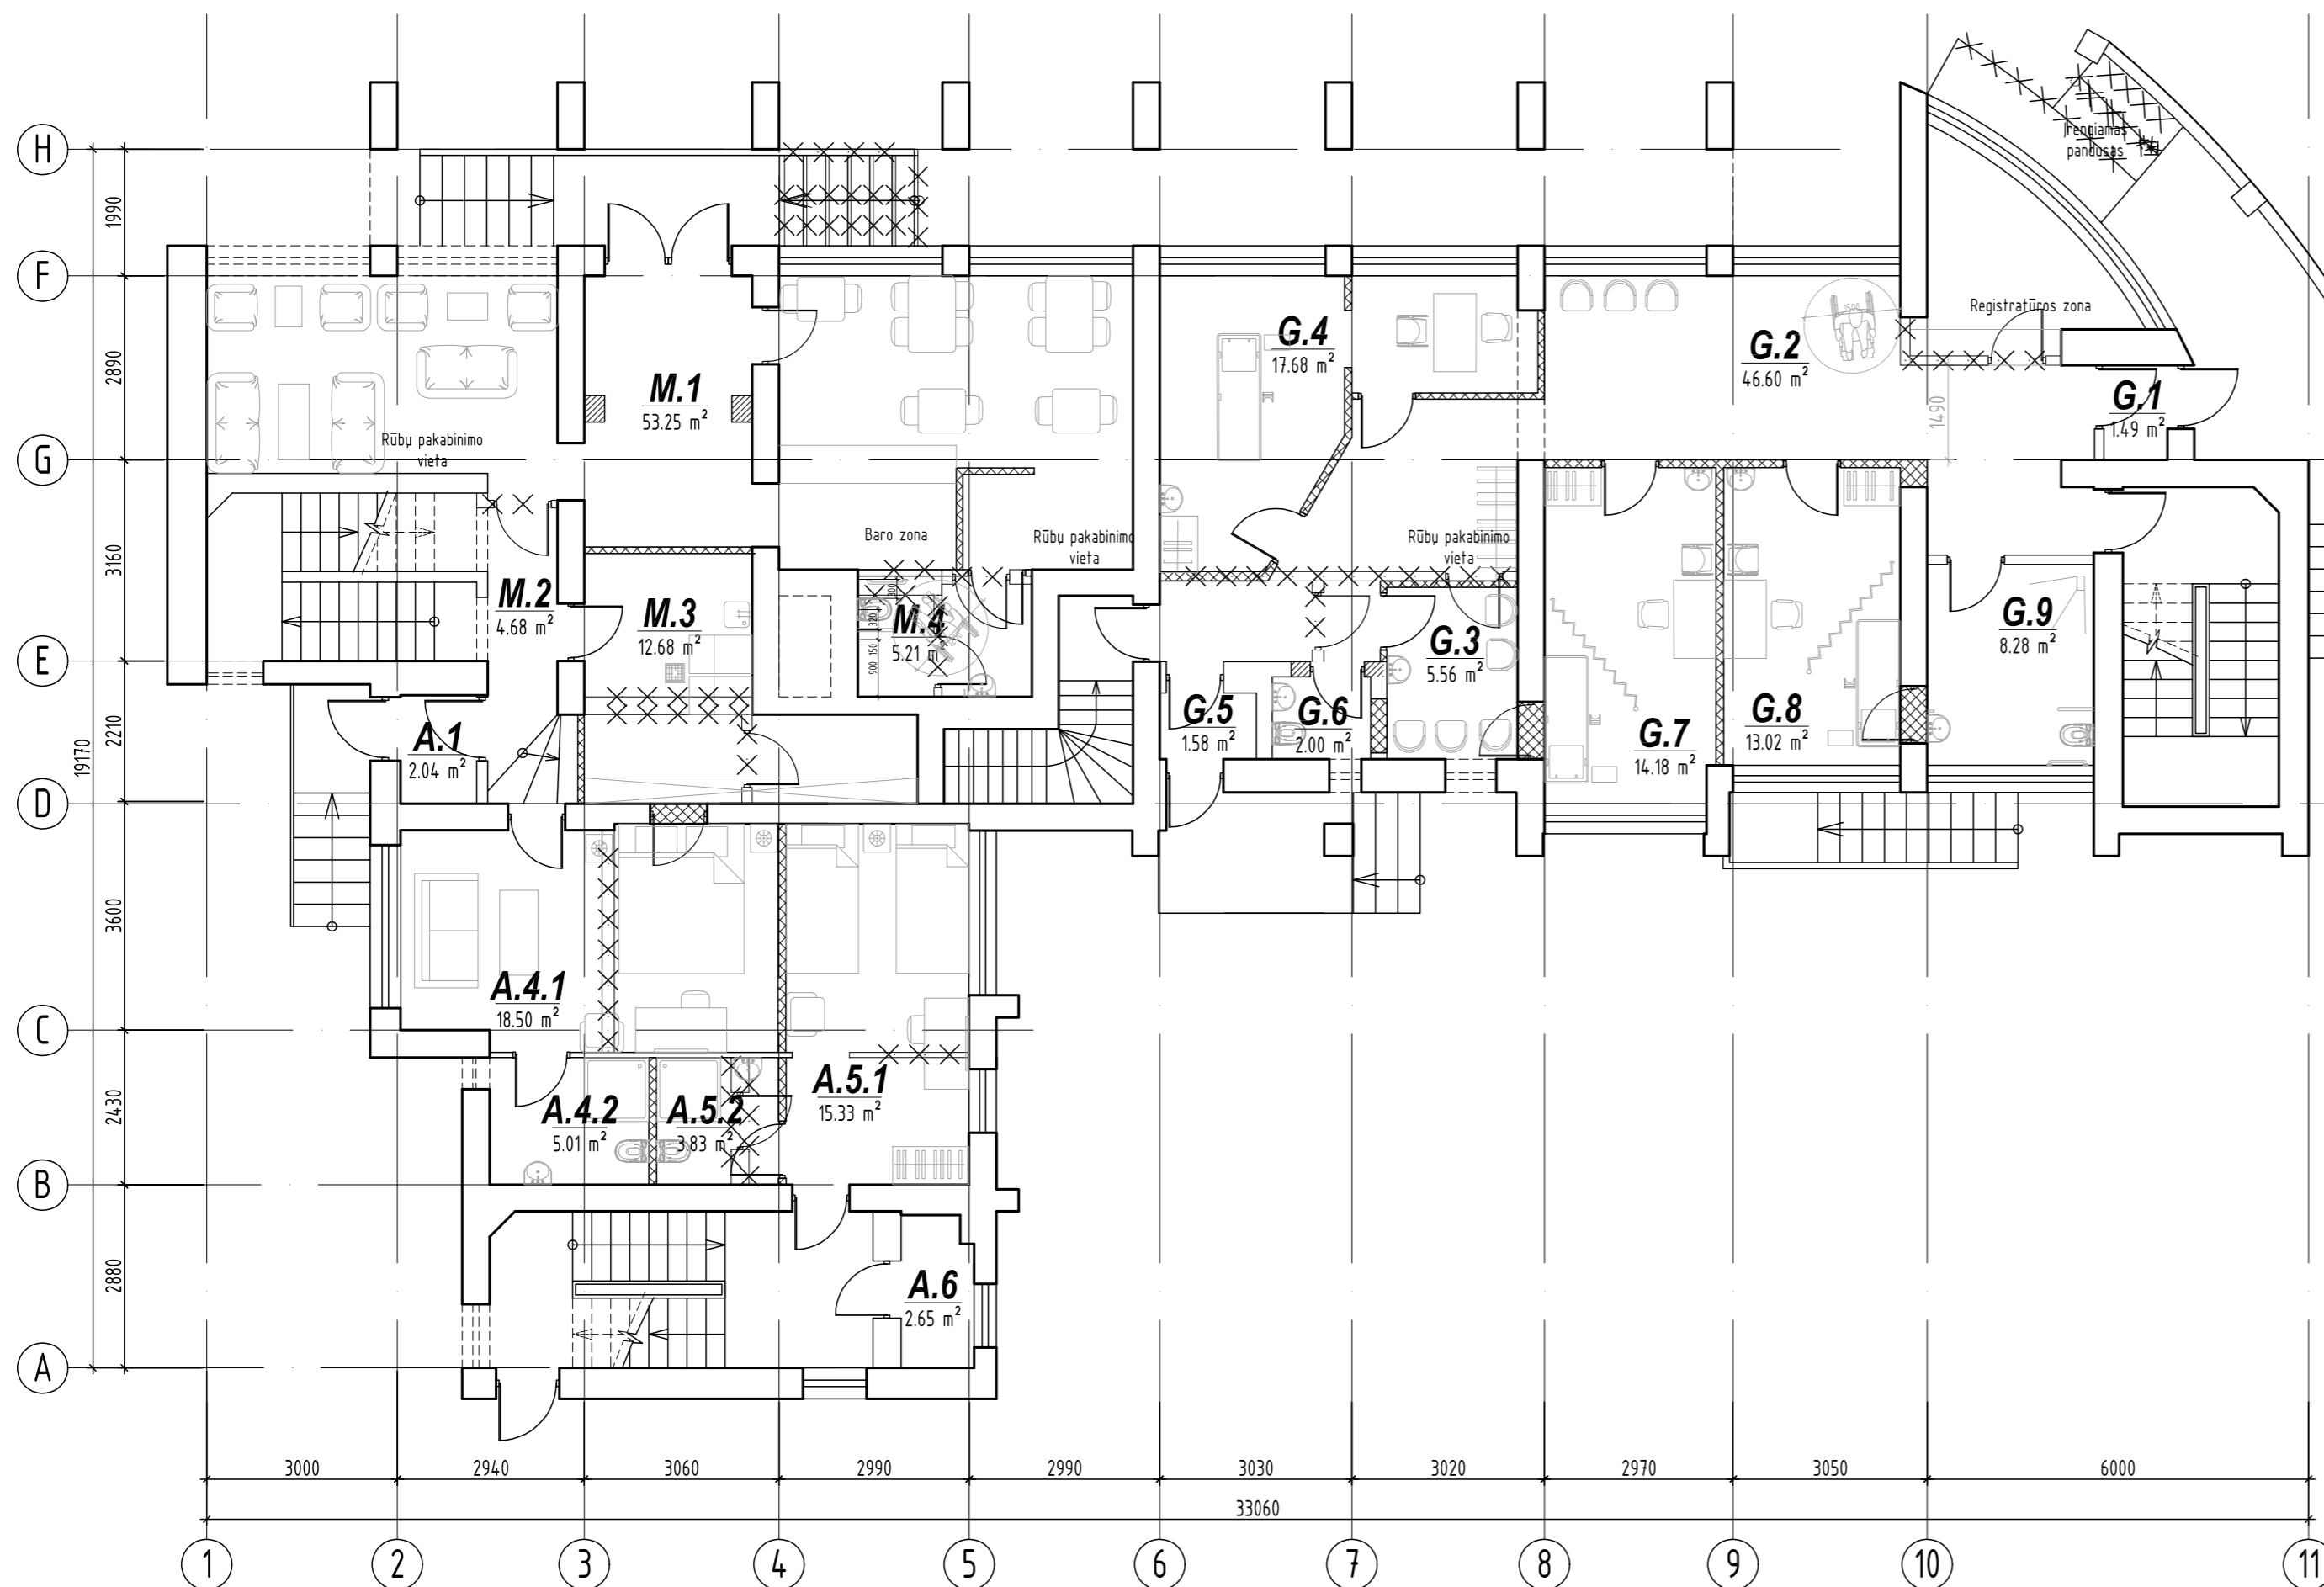 H
Įrengiamas
pandusas
1990
F
Registratūros zona
1500
G.4
17.68 m²
G.2
46.60 m²
2890
M.1
53.25 m²
G.1
1.49 m²
1490
Rūbų pakabinimo
vieta
G
Baro zona
Rūbų pakabinimo
vieta
Rūbų pakabinimo
vieta
3160
M.2
4.68 m²
M.3
12.68 m²
M.4
5.21 m
300
320
150
900
G.3
5.56 m²
G.9
8.28 m²
E
G.5
1.58 m²
G.6
2.00 m²
G.7
14.18 m²
G.8
13.02 m²
A.1
2.04 m²
2210
19170
D
3600
A.4.1
18.50 m²
C
A.5.1
15.33 m²
A.4.2
5.01 m²
A.5.2
3.83 m²
2430
B
2880
A.6
2.65 m²
A
3000 2940 3060 2990 2990 3030 3020 2970 3050 6000
33060
1 2 3 4 5 6 7 8 9 10 11